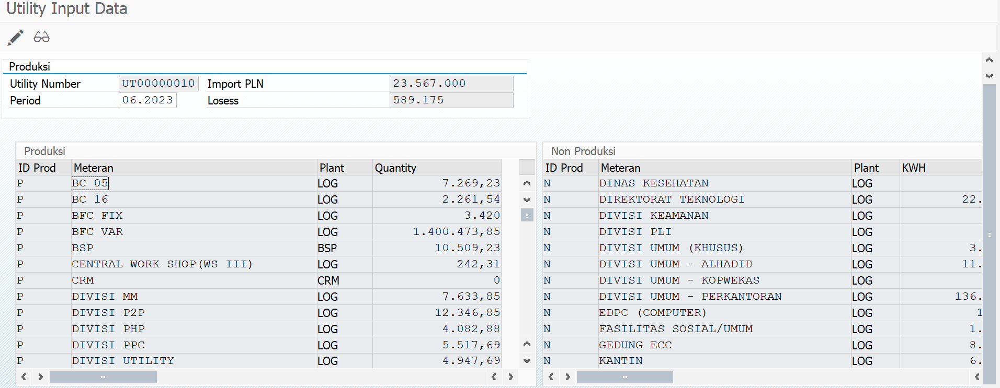 Utility Input Data
Produksi
Utility Number UT00000010 Import PLN 23.567.000
Period 06.2023 Losess 589.175
Produksi
ID Prod Meteran Plant Quantity
P BC 05 LOG 7.269,23
P BC 16 LOG 2.261,54
P BFC FIX LOG 3.420
P BFC VAR LOG 1.400.473,85
P BSP BSP 10.509,23
P CENTRAL WORK SHOP(WS III) LOG 242,31
P CRM CRM 0
P DIVISI MM LOG 7.633,85
P DIVISI P2P LOG 12.346,85
P DIVISI PHP LOG 4.082,88
P DIVISI PPC LOG 5.517,69
P DIVISI UTILITY LOG 4.947,69
Non Produksi
ID Prod Meteran Plant KWH
N DINAS KESEHATAN LOG
N DIREKTORAT TEKNOLOGI LOG 22.
N DIVISI KEAMANAN LOG
N DIVISI PLI LOG
N DIVISI UMUM (KHUSUS) LOG 3.
N DIVISI UMUM - ALHADID LOG 11.
N DIVISI UMUM - KOPWEKAS LOG
N DIVISI UMUM - PERKANTORAN LOG 136.
N EDPC (COMPUTER) LOG 1
N FASILITAS SOSIAL/UMUM LOG 1.
N GEDUNG ECC LOG 8.
N KANTIN LOG 6.